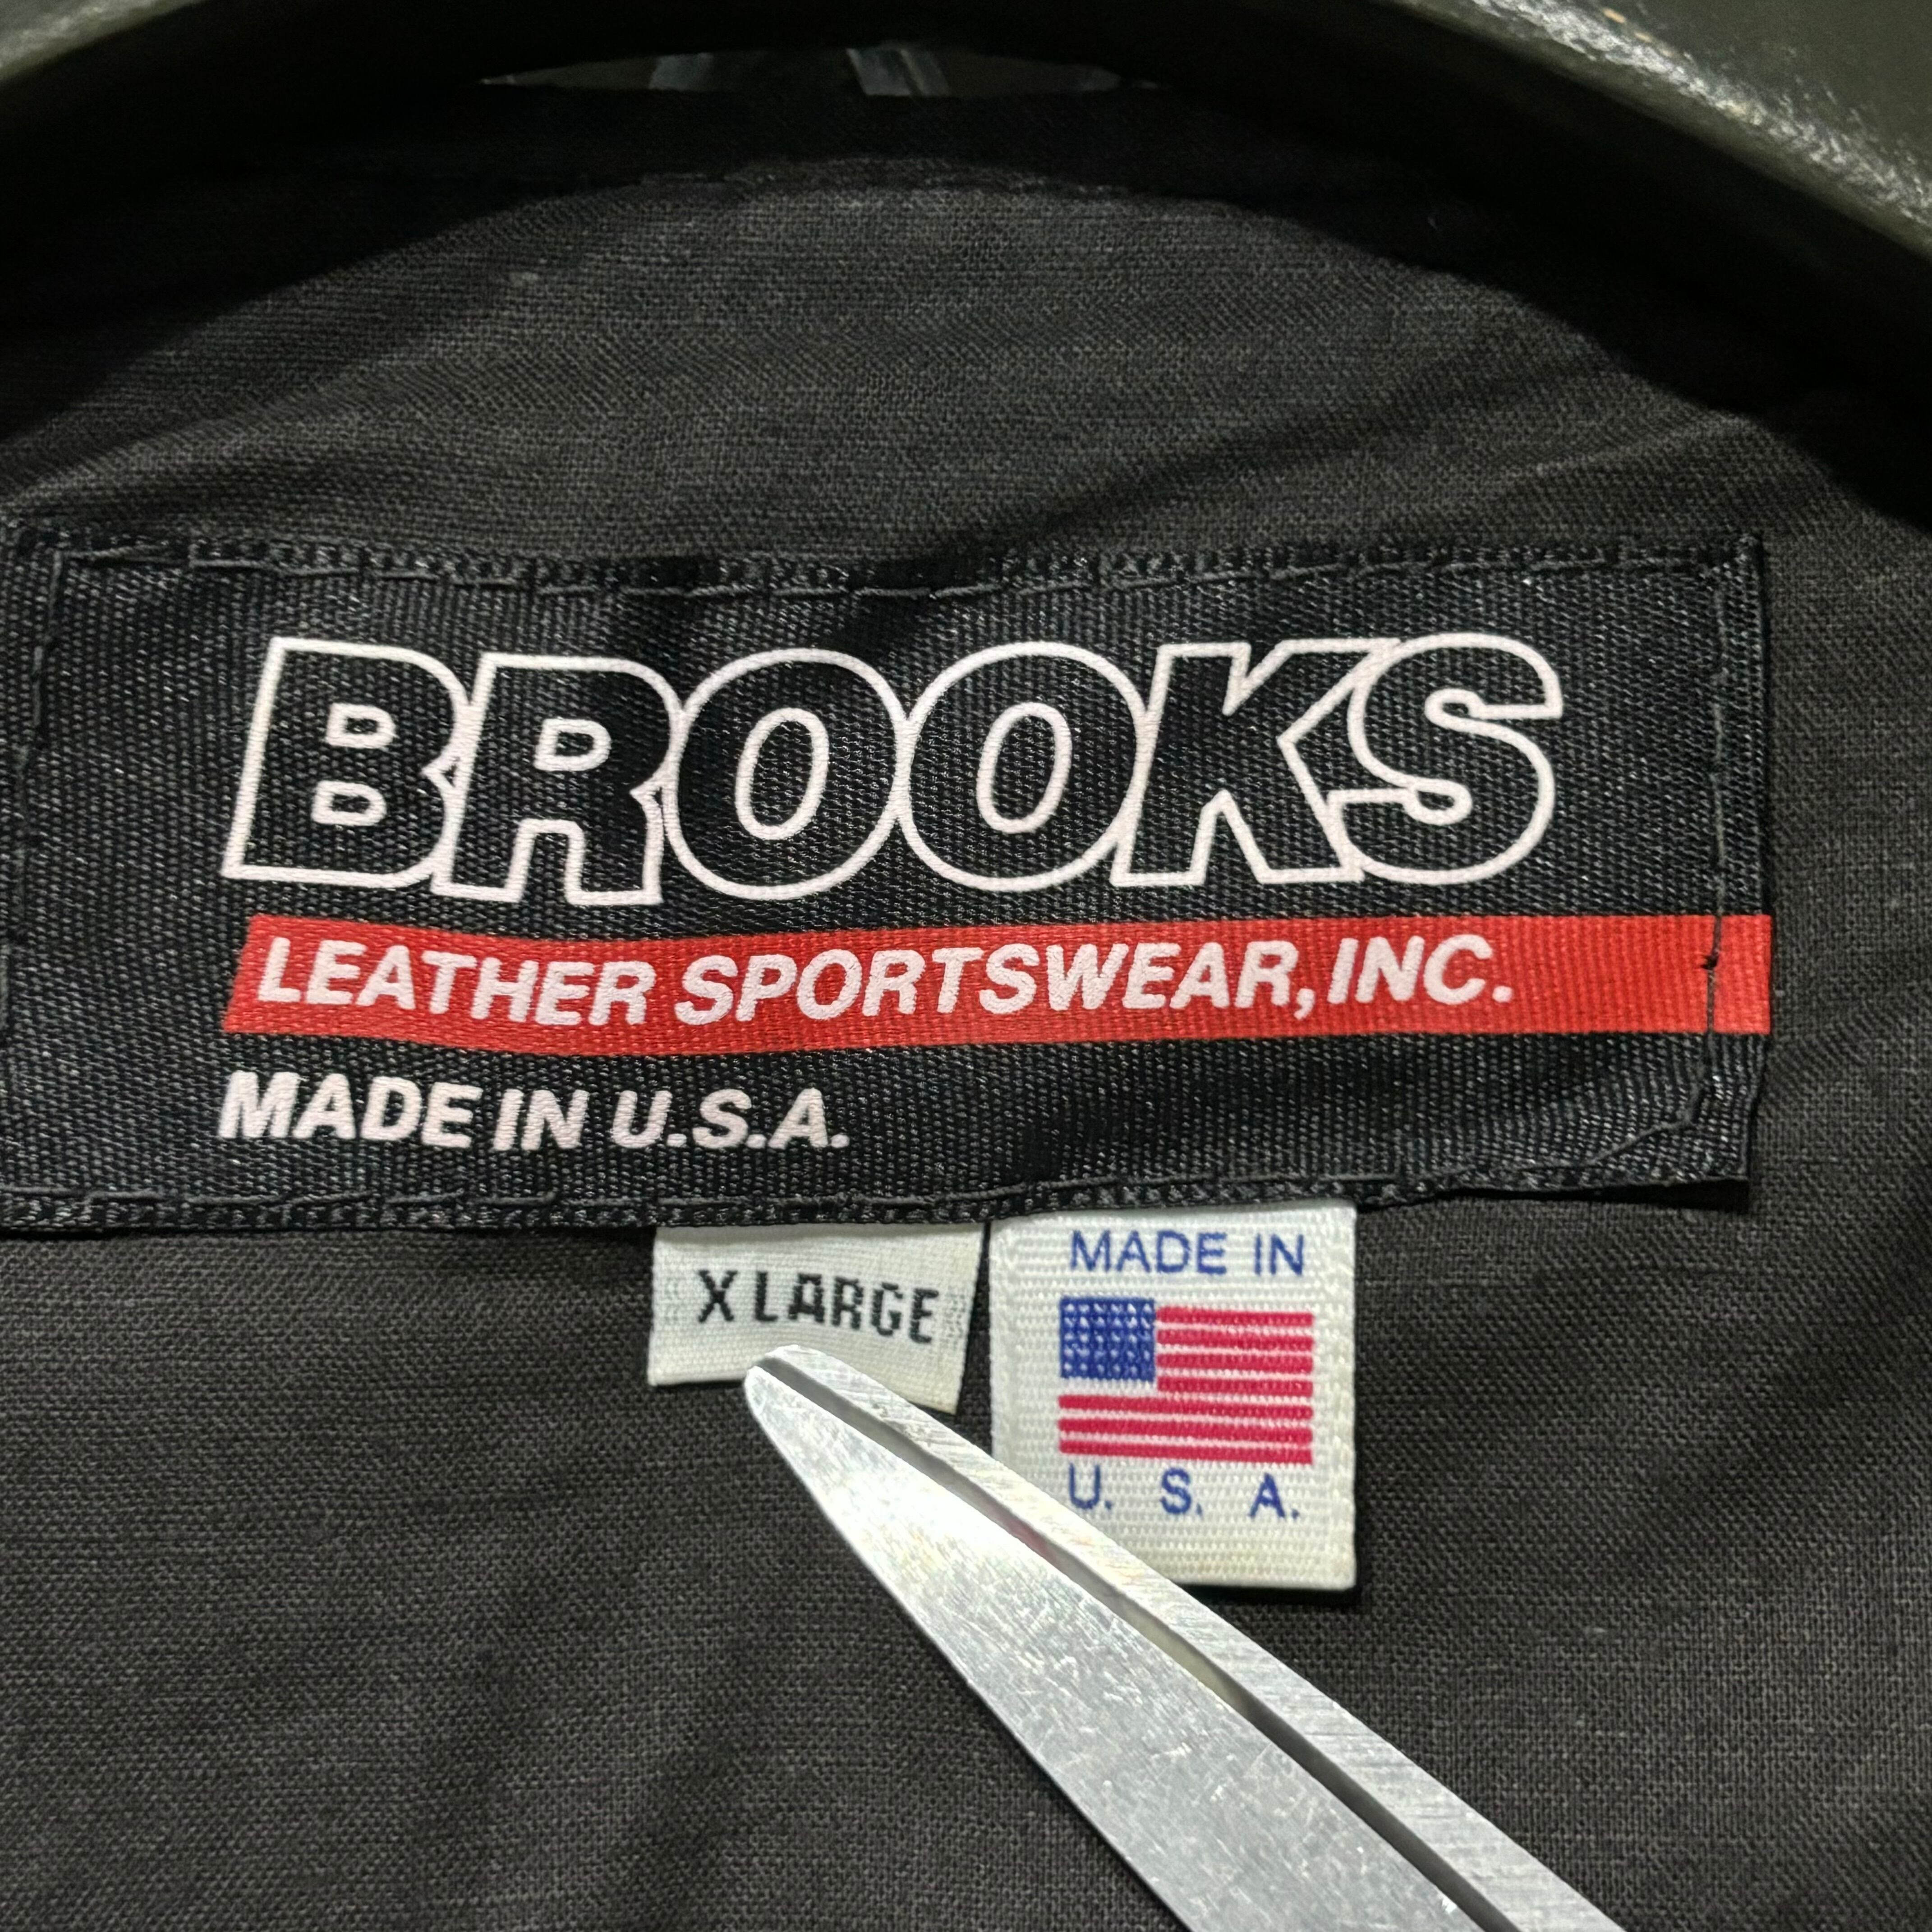 BROOKS
LEATHER SPORTSWEAR, INC.
MADE IN U.S.A.
X LARGE
MADE IN
U. S. A.